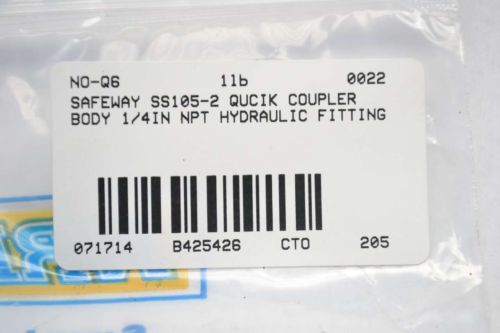 NO-Q6 1lb 0022
SAFEWAY SS105-2 QUCIK COUPLER
BODY 1/4IN NPT HYDRAULIC FITTING
071714 B425426 CTO 205